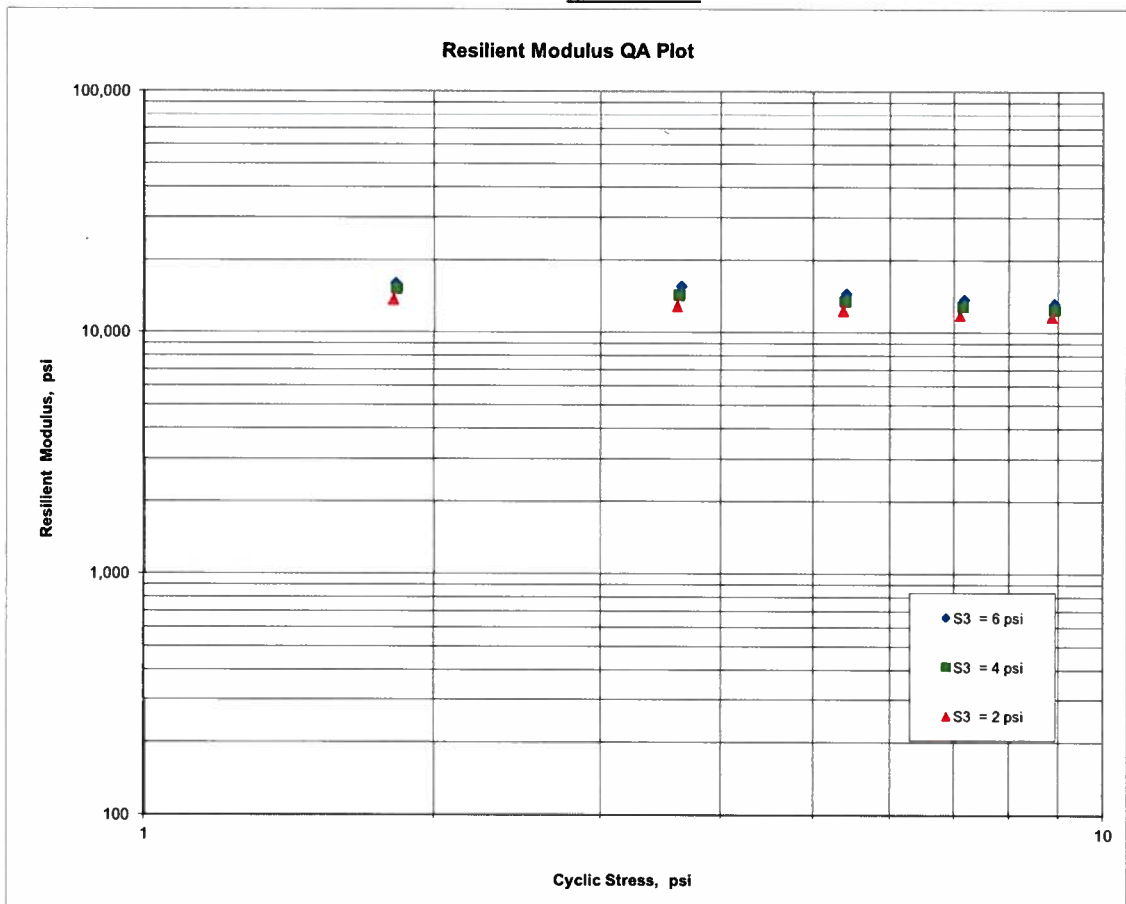 Resilient Modulus QA Plot
100,000
10,000
1,000
100
Resilient Modulus, psi
1
10
Cyclic Stress, psi
S3 = 6 psi
S3 = 4 psi
S3 = 2 psi